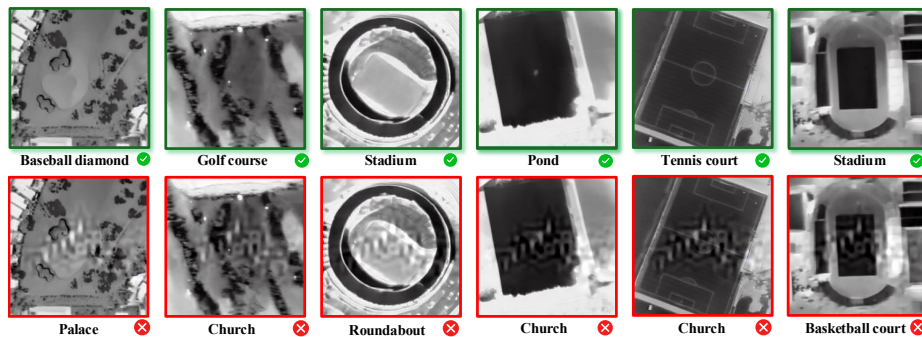 Baseball diamond
Golf course
Stadium
Pond
Tennis court
Stadium
Palace
Church
Roundabout
Church
Church
Basketball court